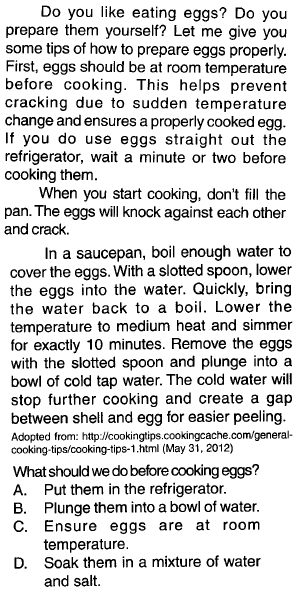 Do you like eating eggs? Do you
prepare them yourself? Let me give you
some tips of how to prepare eggs properly.
First, eggs should be at room temperature
before cooking. This helps prevent
cracking due to sudden temperature
change and ensures a properly cooked egg.
If you do use eggs straight out the
refrigerator, wait a minute or two before
cooking them.
When you start cooking, don't fill the
pan. The eggs will knock against each other
and crack.
In a saucepan, boil enough water to
cover the eggs. With a slotted spoon, lower
the eggs into the water. Quickly, bring
the water back to a boil. Lower the
temperature to medium heat and simmer
for exactly 10 minutes. Remove the eggs
with the slotted spoon and plunge into a
bowl of cold tap water. The cold water will
stop further cooking and create a gap
between shell and egg for easier peeling.
Adopted from: http://cookingtips.cookingcache.com/general-
cooking-tips/cooking-tips-1.html (May 31, 2012)
What should we do before cooking eggs?
A. Put them in the refrigerator.
B. Plunge them into a bowl of water.
C. Ensure eggs are at room
temperature.
D. Soak them in a mixture of water
and salt.